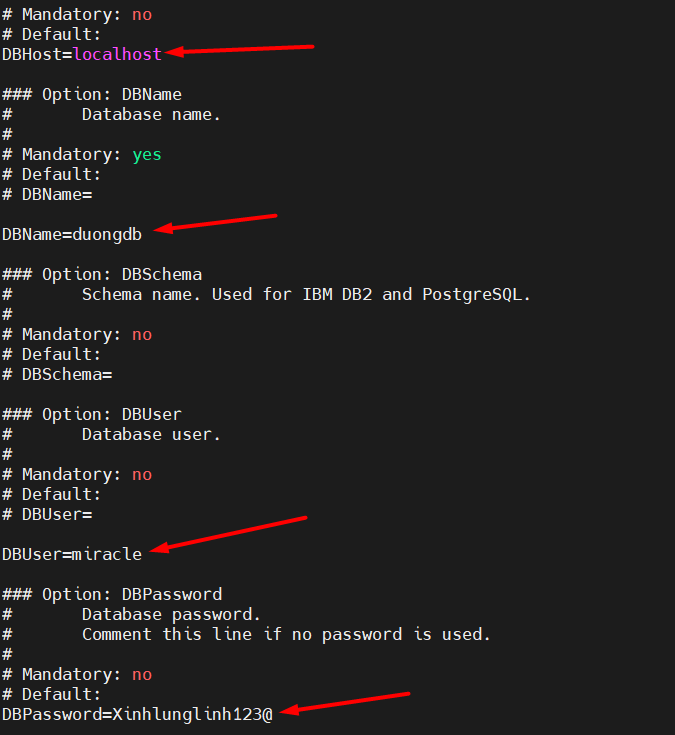 # Mandatory: no
# Default:
DBHost=localhost
### Option: DBName
#       Database name.
#
# Mandatory: yes
# Default:
# DBName=
DBName=duongdb
### Option: DBSchema
#       Schema name. Used for IBM DB2 and PostgreSQL.
#
# Mandatory: no
# Default:
# DBSchema=
### Option: DBUser
#       Database user.
#
# Mandatory: no
# Default:
# DBUser=
DBUser=miracle
### Option: DBPassword
#       Database password.
#       Comment this line if no password is used.
#
# Mandatory: no
# Default:
DBPassword=Xinhlunglinh123@